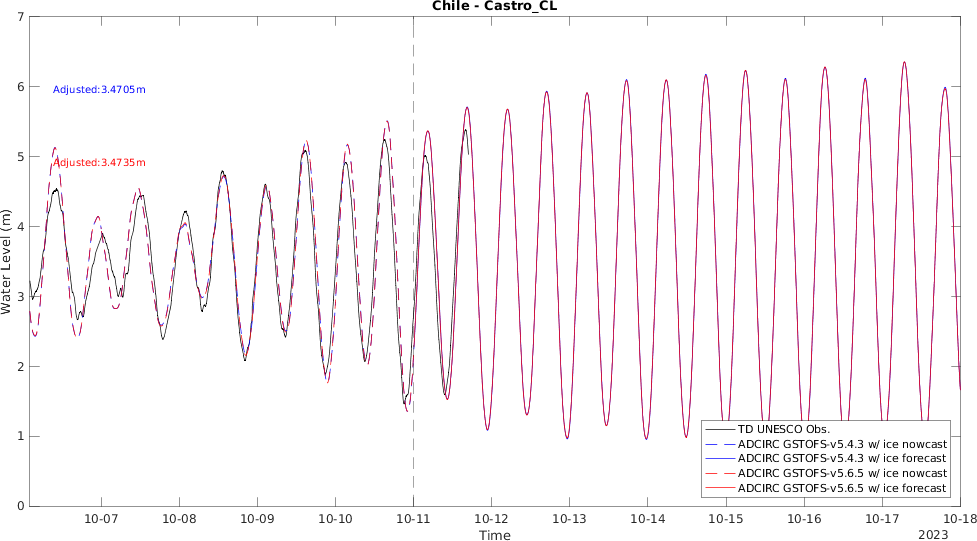 Chile - Castro_CL
7
6
5
4
3
2
1
0
Water Level (m)
Adjusted:3.4705m
Adjusted:3.4735m
TD UNESCO Obs.
ADCIRC GSTOFS-v5.4.3 w/ ice nowcast
ADCIRC GSTOFS-v5.4.3 w/ ice forecast
ADCIRC GSTOFS-v5.6.5 w/ ice nowcast
ADCIRC GSTOFS-v5.6.5 w/ ice forecast
10-07 10-08 10-09 10-10 10-11 10-12 10-13 10-14 10-15 10-16 10-17 10-18
Time
2023